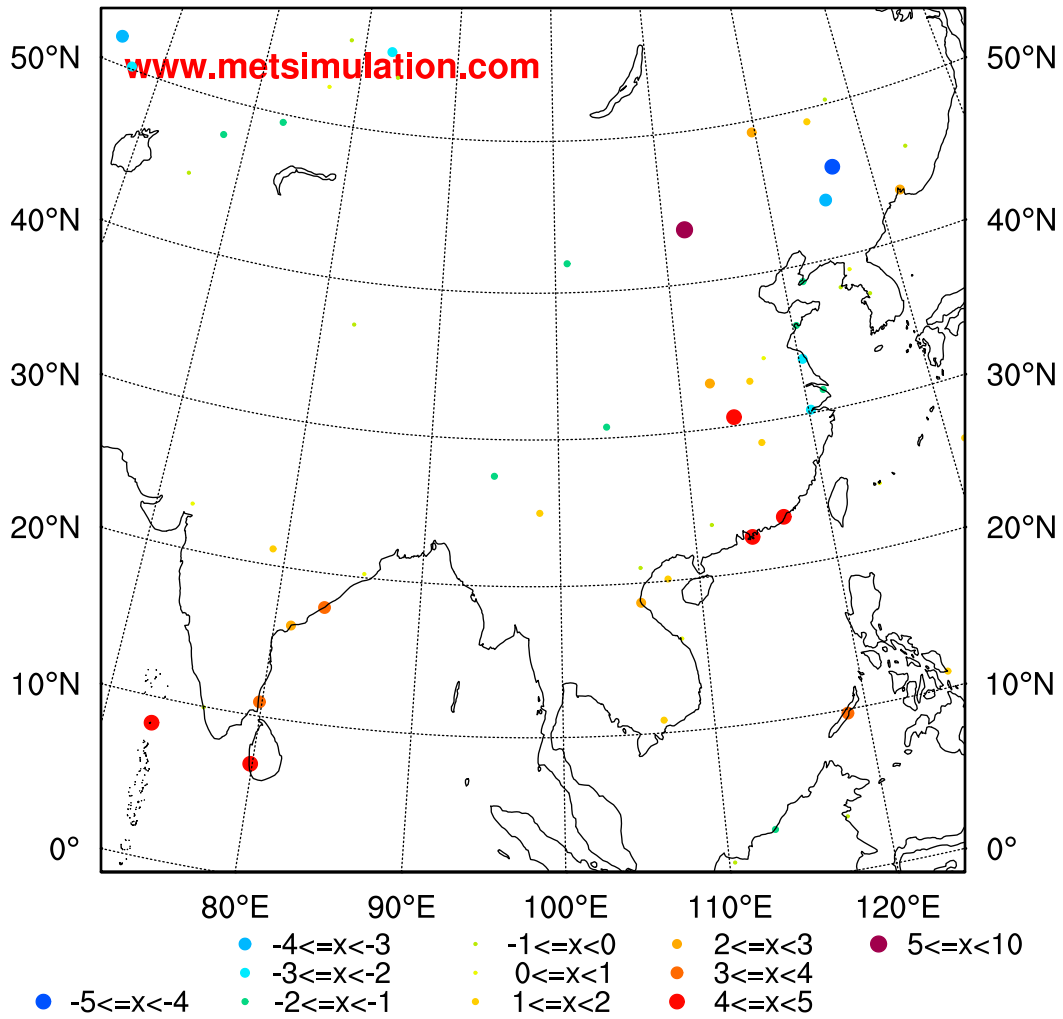 50°N 50°N
www.metsimulation.com
40°N 40°N
30°N 30°N
20°N 20°N
10°N 10°N
0° 0°
80°E 90°E 100°E 110°E 120°E
-4<=x<-3 -1<=x<0 2<=x<3 5<=x<10
-3<=x<-2 0<=x<1 3<=x<4
-5<=x<-4 -2<=x<-1 1<=x<2 4<=x<5